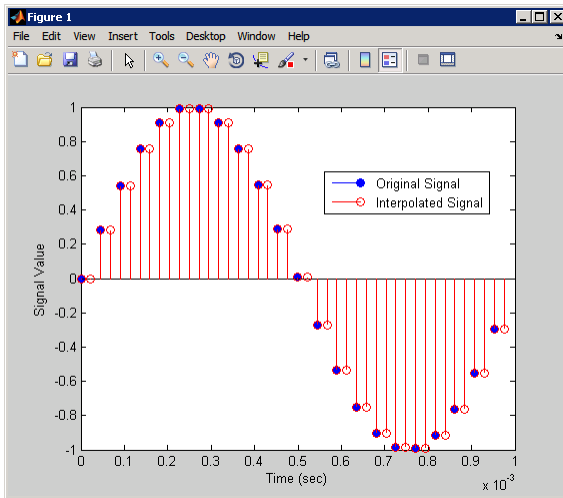 Figure 1
File Edit View Insert Tools Desktop Window Help
1
0.8
0.6
0.4
0.2
0
-0.2
-0.4
-0.6
-0.8
-1
Signal Value
Original Signal
Interpolated Signal
0 0.1 0.2 0.3 0.4 0.5 0.6 0.7 0.8 0.9 1
Time (sec)
x 10-3